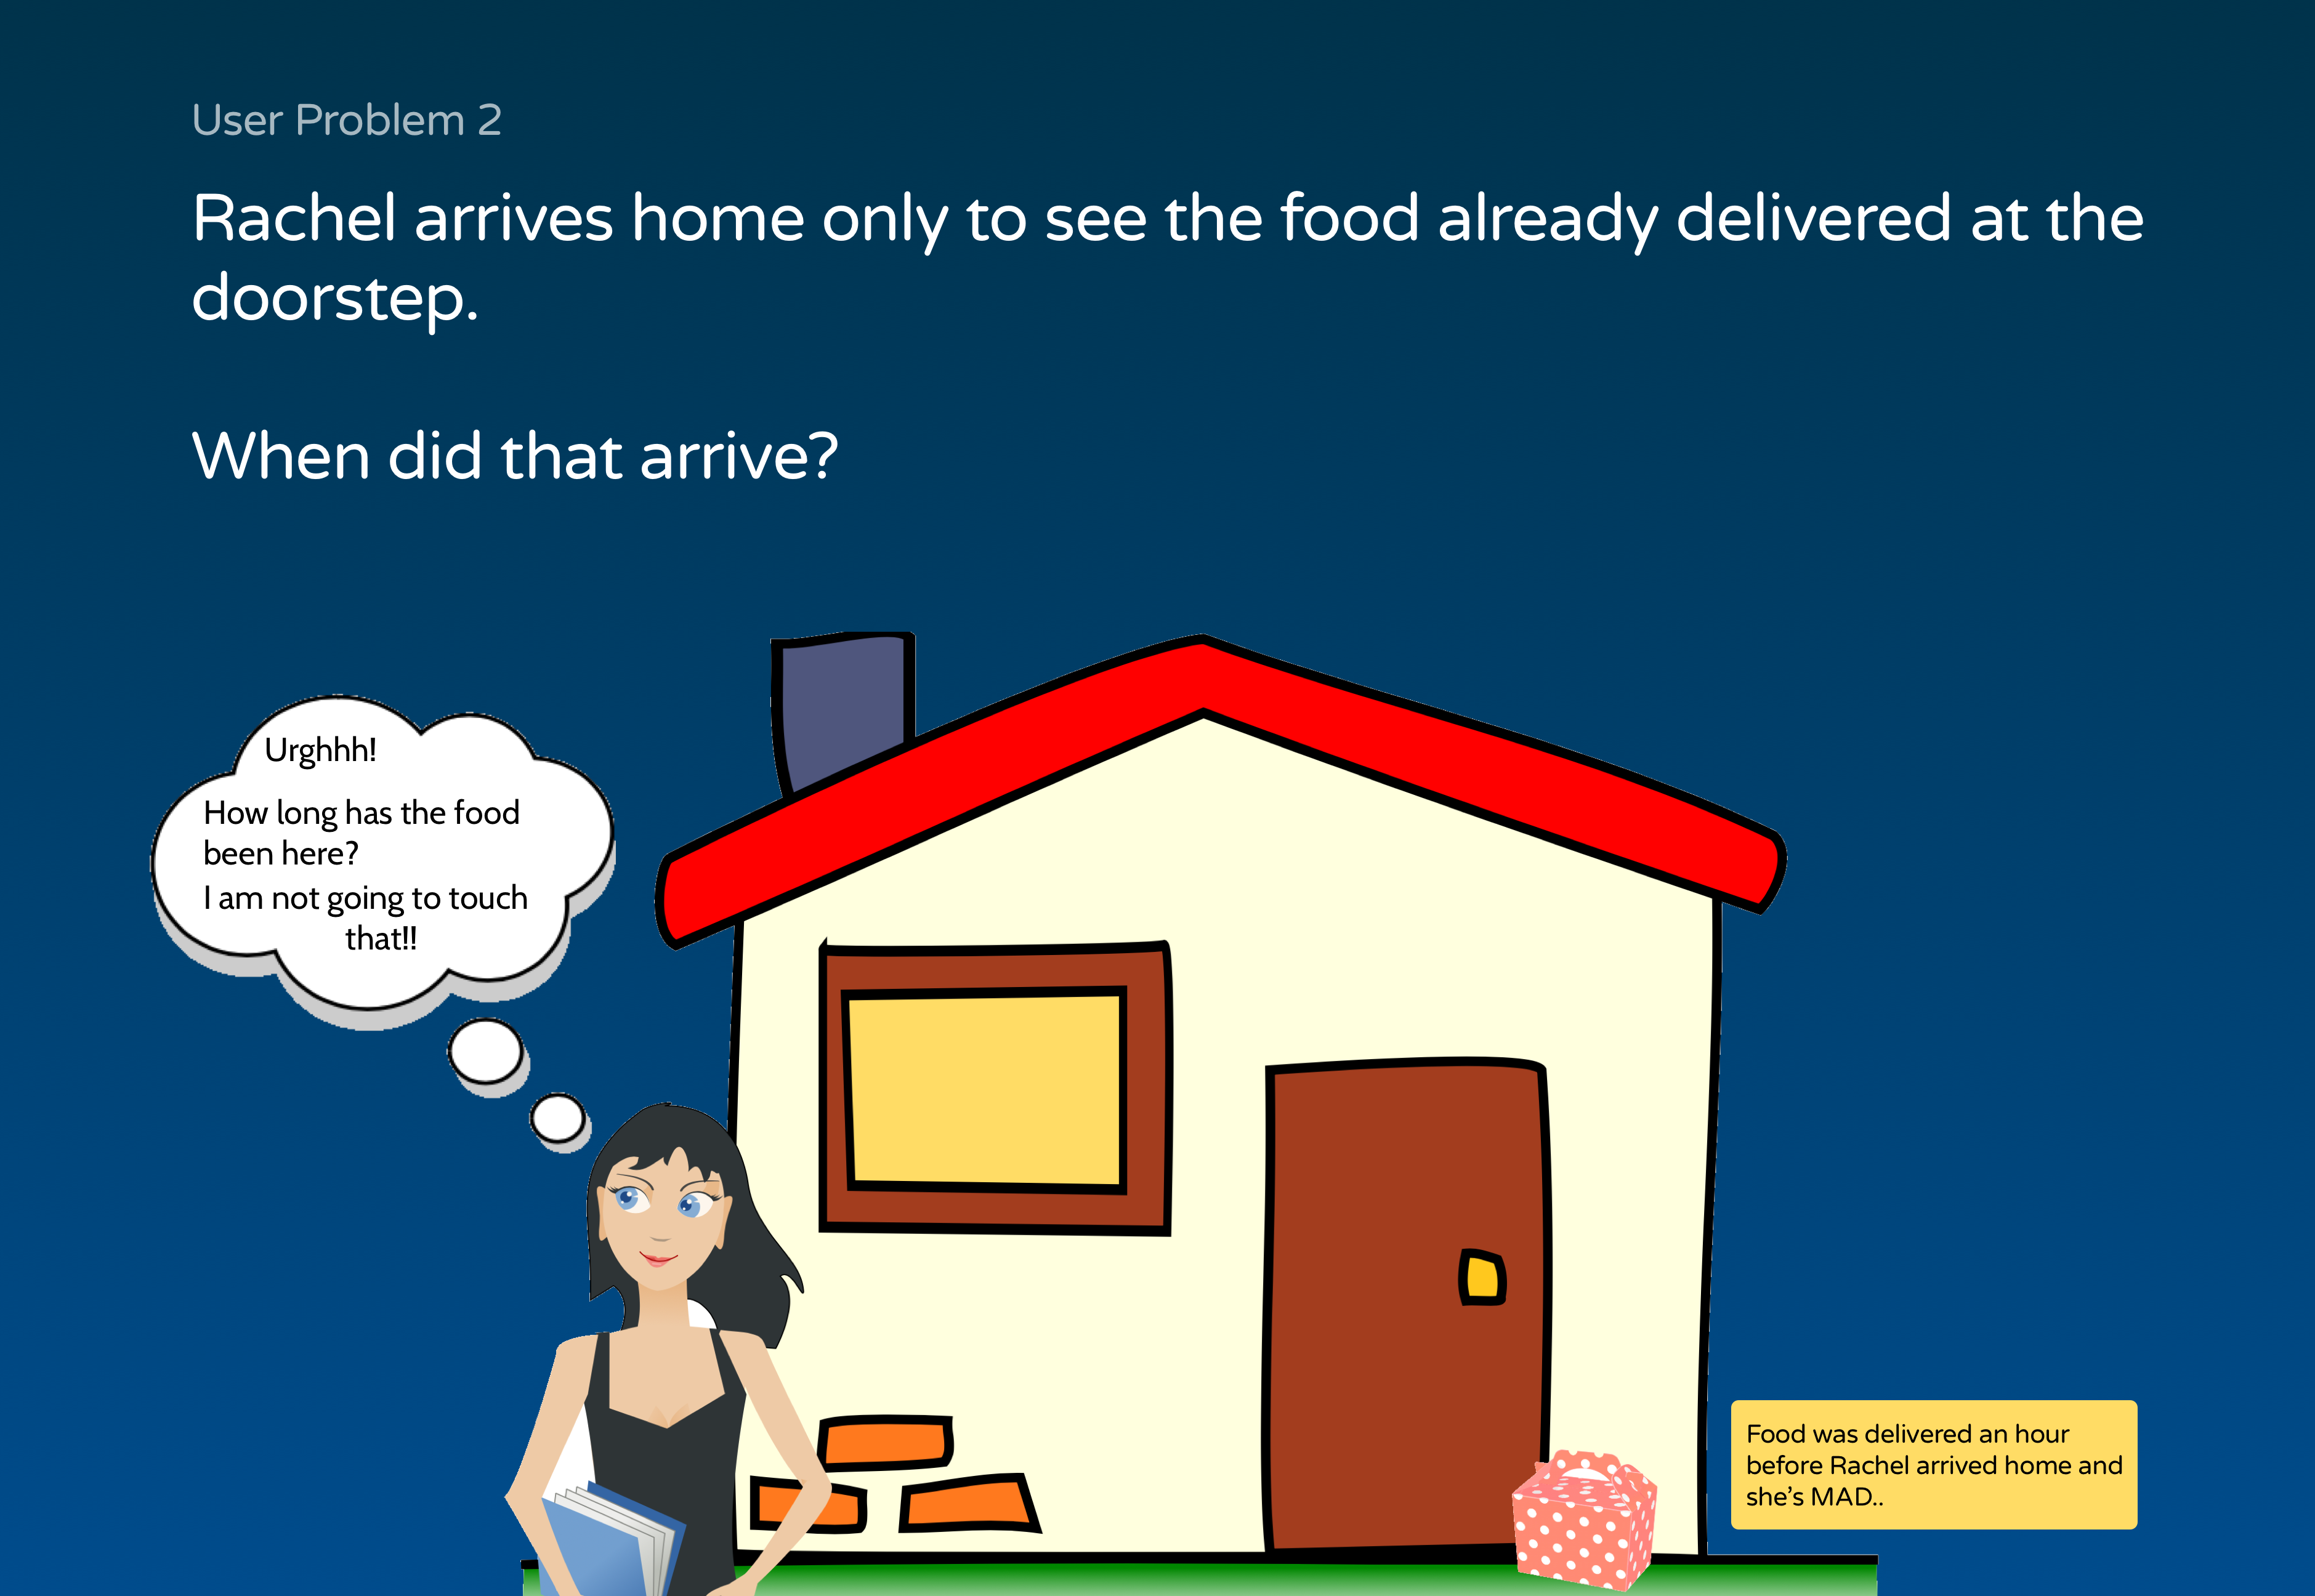 User Problem 2
Rachel arrives home only to see the food already delivered at the
doorstep.
When did that arrive?
Urghhh!
How long has the food
been here?
I am not going to touch
that!!
Food was delivered an hour
before Rachel arrived home and
she’s MAD..